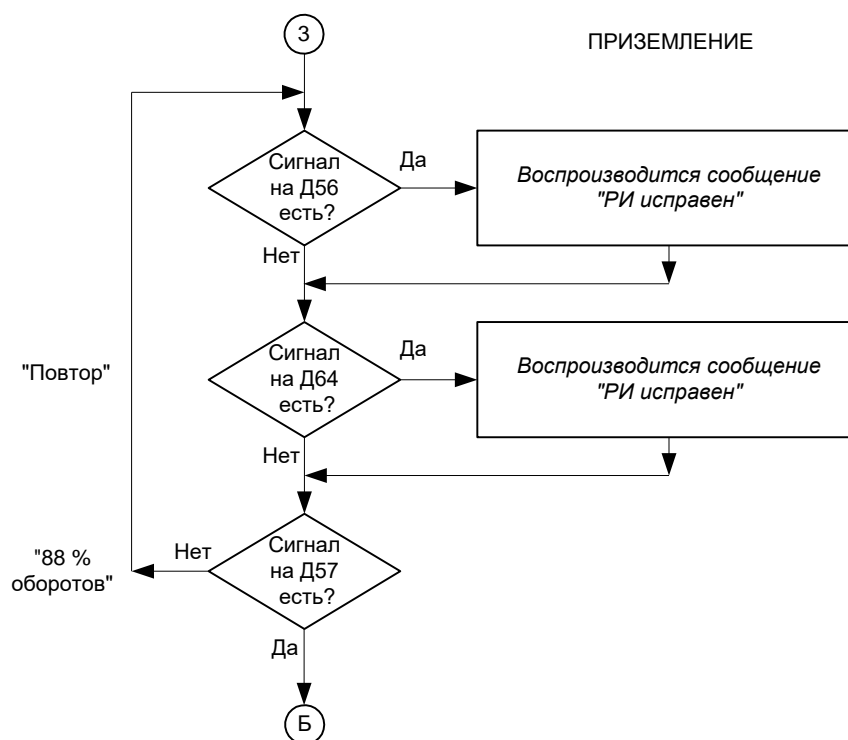 3
ПРИЗЕМЛЕНИЕ
Сигнал
на Д56
есть?
Да
Воспроизводится сообщение
"РИ исправен"
Нет
Сигнал
на Д64
есть?
Да
Воспроизводится сообщение
"РИ исправен"
"Повтор"
Нет
Сигнал
на Д57
есть?
Нет
"88 %
оборотов"
Да
Б